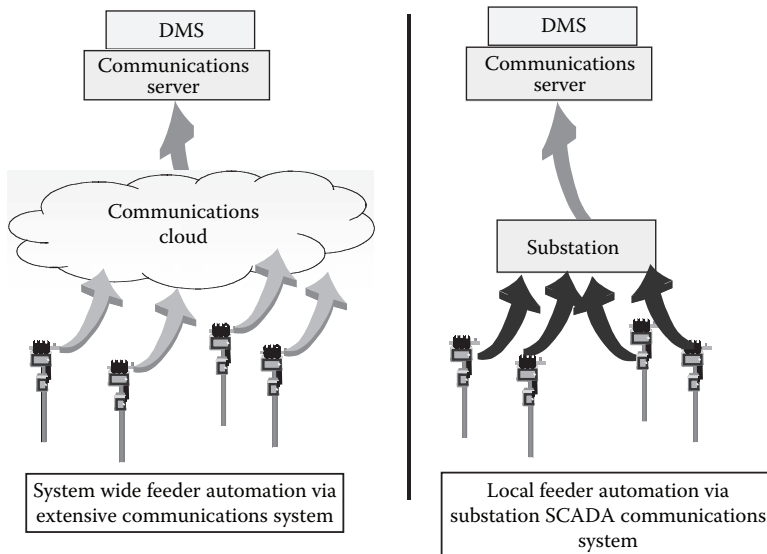 DMS
Communications
server
Communications
cloud
System wide feeder automation via
extensive communications system
DMS
Communications
server
Substation
Local feeder automation via
substation SCADA communications
system